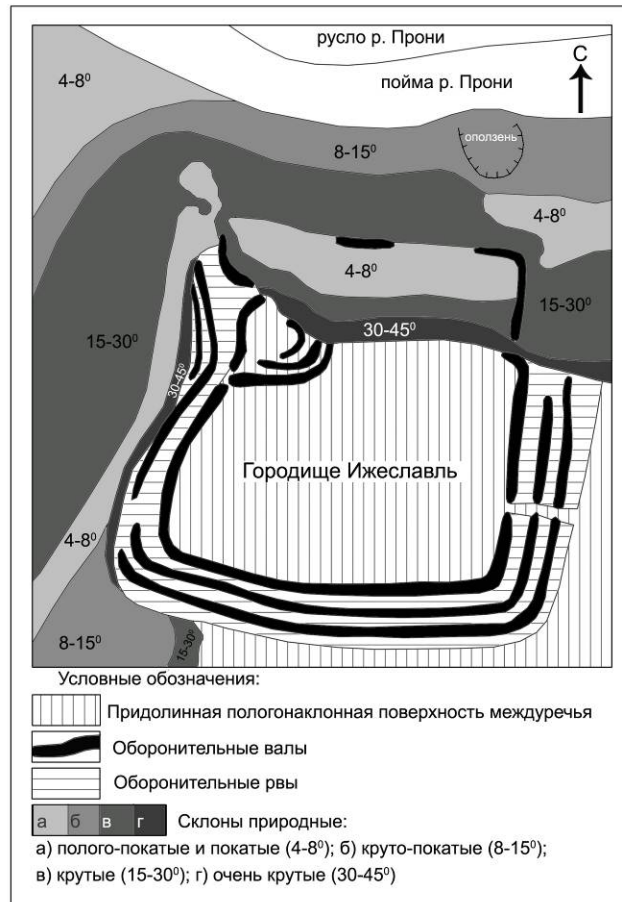 русло р. Прони
С
4-8⁰
пойма р. Прони
оползень
8-15⁰
4-8⁰
4-8⁰
15-30⁰
30-45⁰
15-30⁰
30-45⁰
Городище Ижеславль
4-8⁰
8-15⁰
15-30⁰
Условные обозначения:
Придолинная пологонаклонная поверхность междуречья
Оборонительные валы
Оборонительные рвы
а б в г Склоны природные:
а) полого-покатые и покатые (4-8⁰); б) круто-покатые (8-15⁰);
в) крутые (15-30⁰); г) очень крутые (30-45⁰)